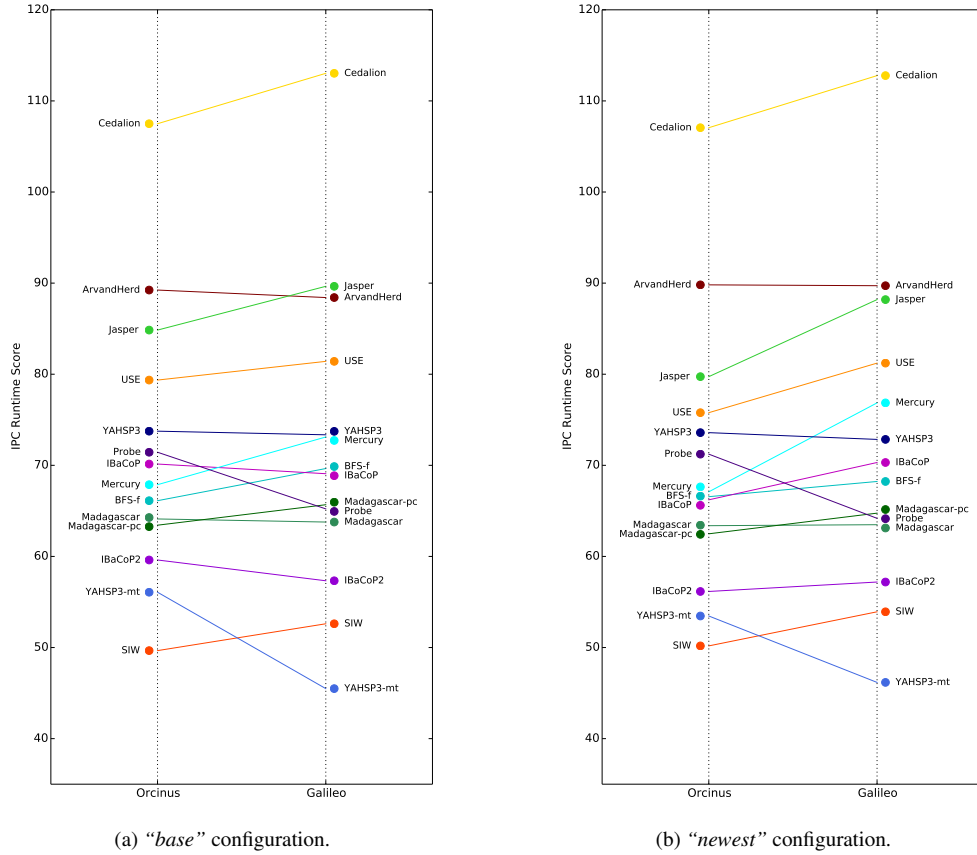 120
110
100
90
80
70
60
50
40
IPC Runtime Score
Cedalion
ArvandHerd
Jasper
USE
YAHSP3
Probe
IBaCoP
Mercury
BFS-f
Madagascar
Madagascar-pc
IBaCoP2
YAHSP3-mt
SIW
Cedalion
Jasper
ArvandHerd
USE
YAHSP3
Mercury
BFS-f
IBaCoP
Madagascar-pc
Probe
Madagascar
IBaCoP2
SIW
YAHSP3-mt
Orcinus
Galileo
(a) “base” configuration.
120
110
100
90
80
70
60
50
40
IPC Runtime Score
Cedalion
ArvandHerd
Jasper
USE
YAHSP3
Probe
Mercury
BFS-f
IBaCoP
Madagascar
Madagascar-pc
IBaCoP2
YAHSP3-mt
SIW
Cedalion
ArvandHerd
Jasper
USE
Mercury
YAHSP3
IBaCoP
BFS-f
Madagascar-pc
Probe
Madagascar
IBaCoP2
SIW
YAHSP3-mt
Orcinus
Galileo
(b) “newest” configuration.